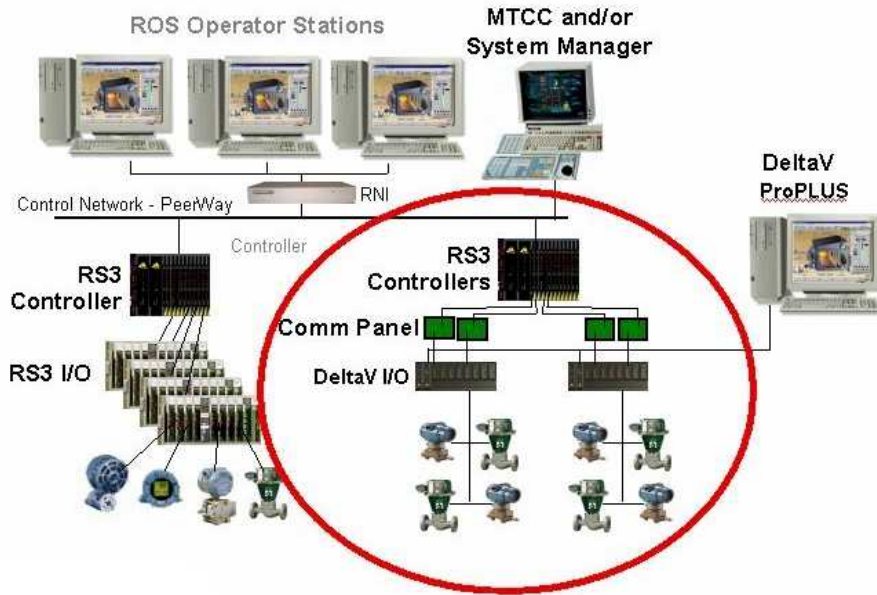 ROS Operator Stations
MTCC and/or
System Manager
DeltaV
ProPLUS
RNI
Control Network - PeerWay
Controller
RS3
Controller
RS3
Controllers
Comm Panel
RS3 I/O
DeltaV I/O